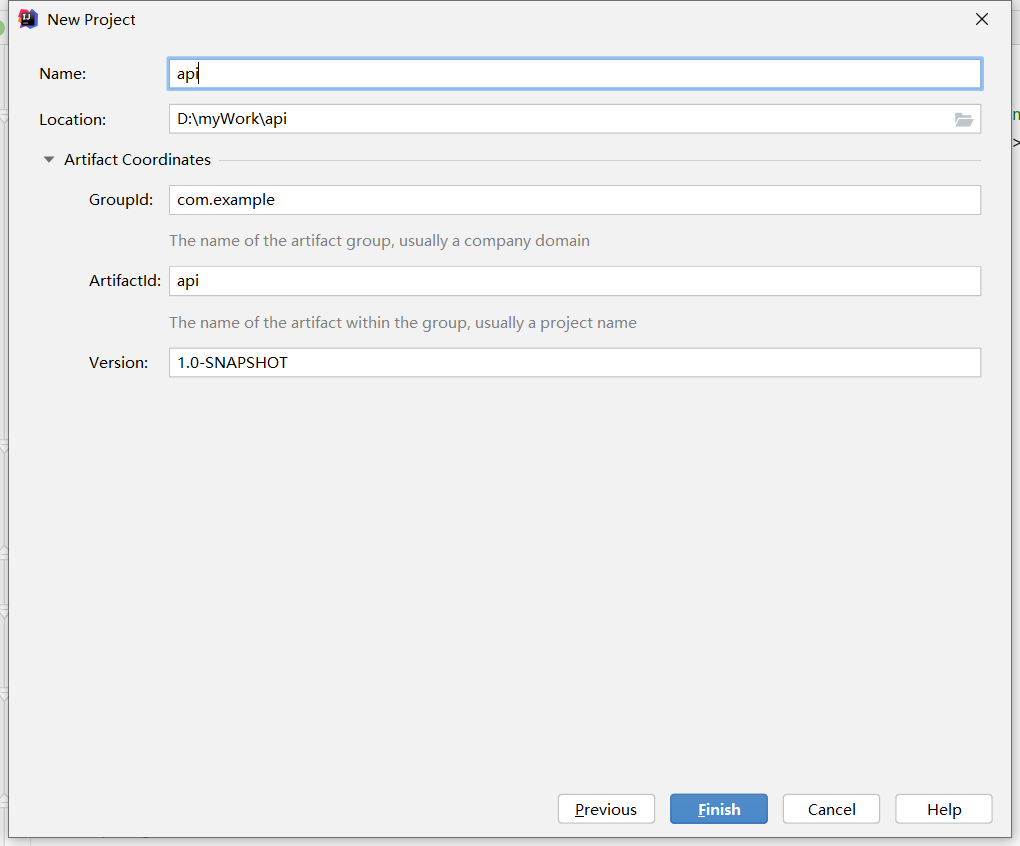 New Project
Name: api
Location: D:\myWork\api
Artifact Coordinates
GroupId: com.example
The name of the artifact group, usually a company domain
ArtifactId: api
The name of the artifact within the group, usually a project name
Version: 1.0-SNAPSHOT
Previous Finish Cancel Help